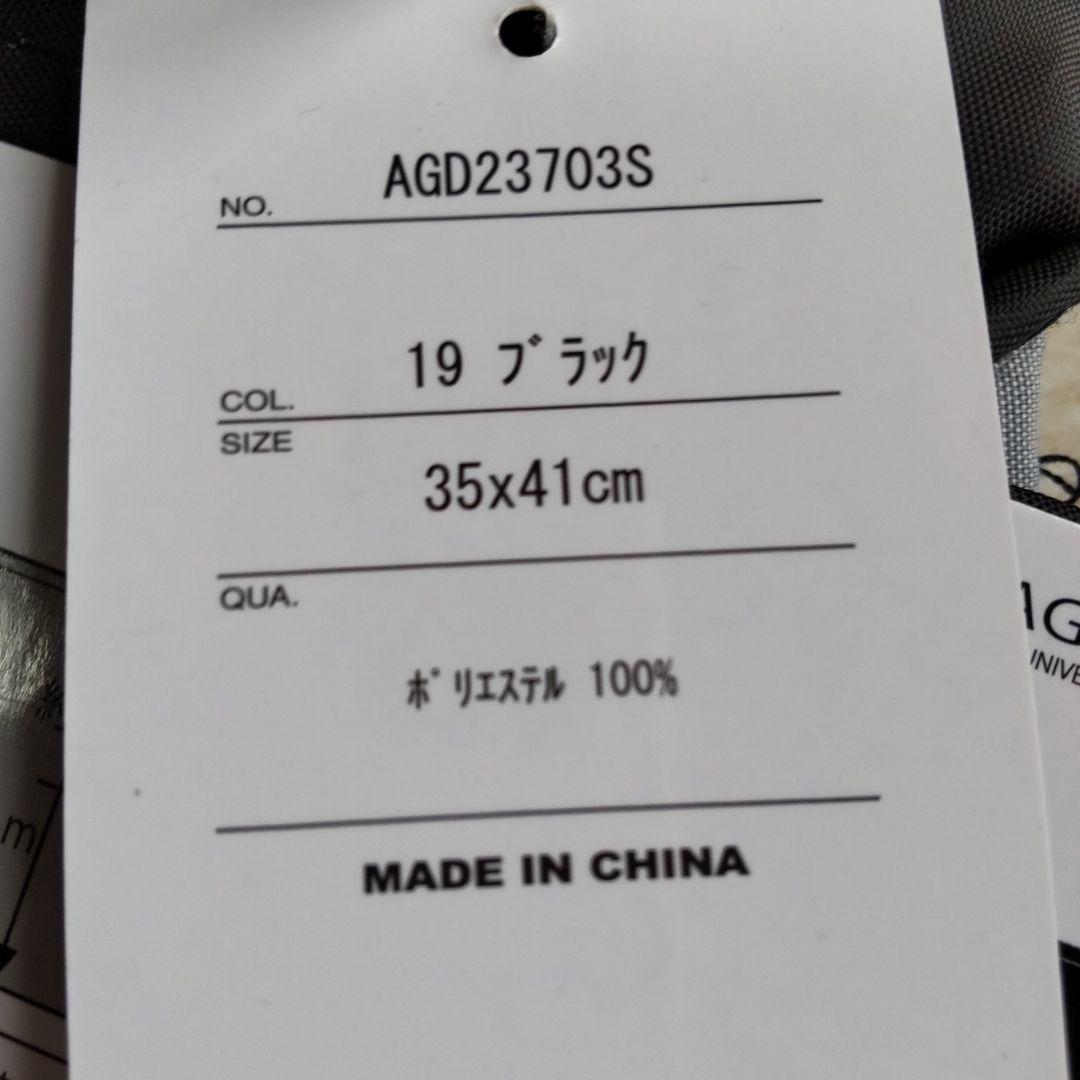 NO. AGD23703S
COL. 19 ブラック
SIZE
35x41cm
QUA.
ポリエステル 100%
MADE IN CHINA
m